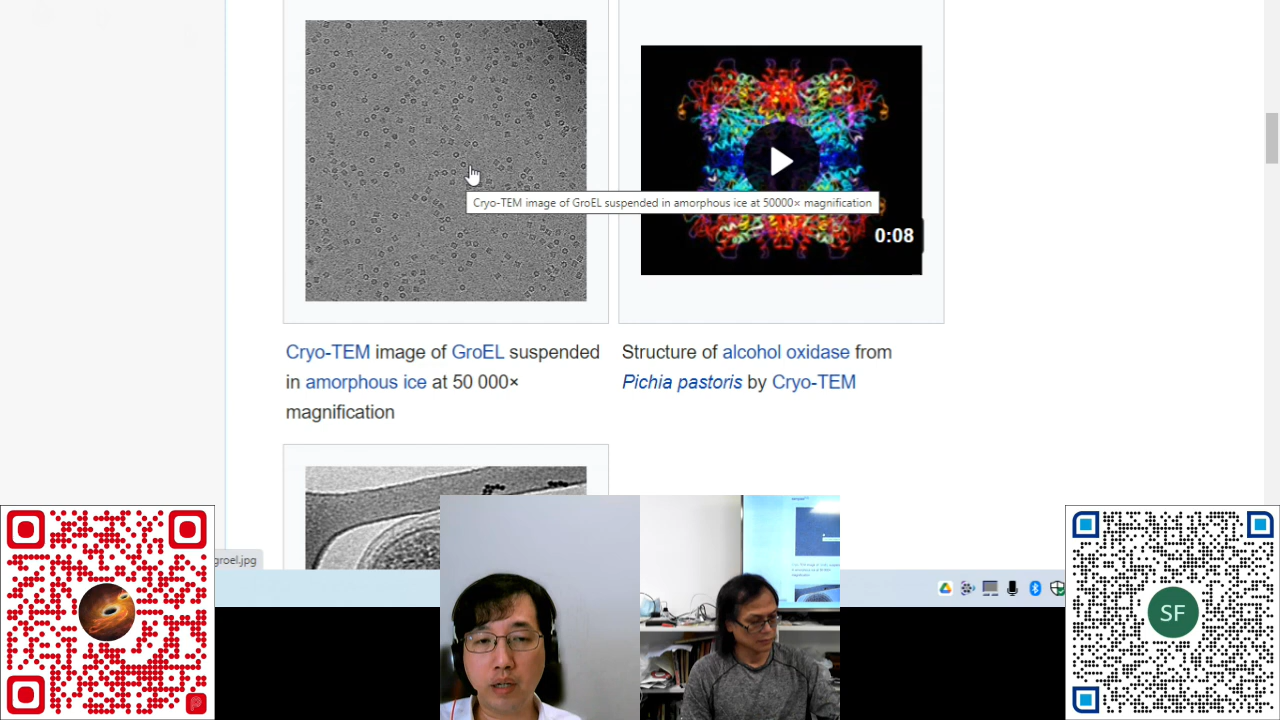 Cryo-TEM image of GroEL suspended in amorphous ice at 50000× magnification
0:08
Cryo-TEM image of GroEL suspended
in amorphous ice at 50 000×
magnification
Structure of alcohol oxidase from
Pichia pastoris by Cryo-TEM
groel.jpg
SF